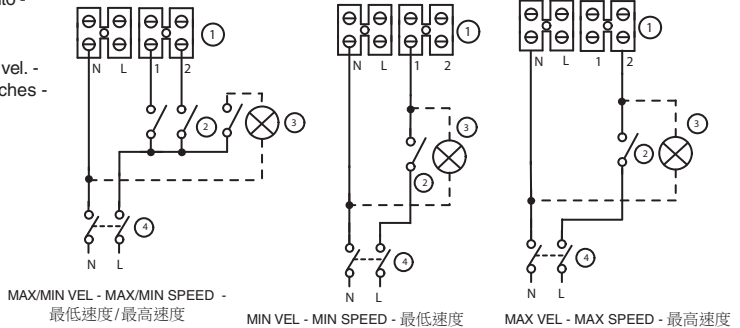 nto -
vel. -
ches -
N L 1 2
1
2
3
4
N L
MAX/MIN VEL - MAX/MIN SPEED -
最低速度/最高速度
N L 1 2
1
2
3
4
N L
MIN VEL - MIN SPEED - 最低速度
N L 1 2
1
2
3
4
N L
MAX VEL - MAX SPEED - 最高速度